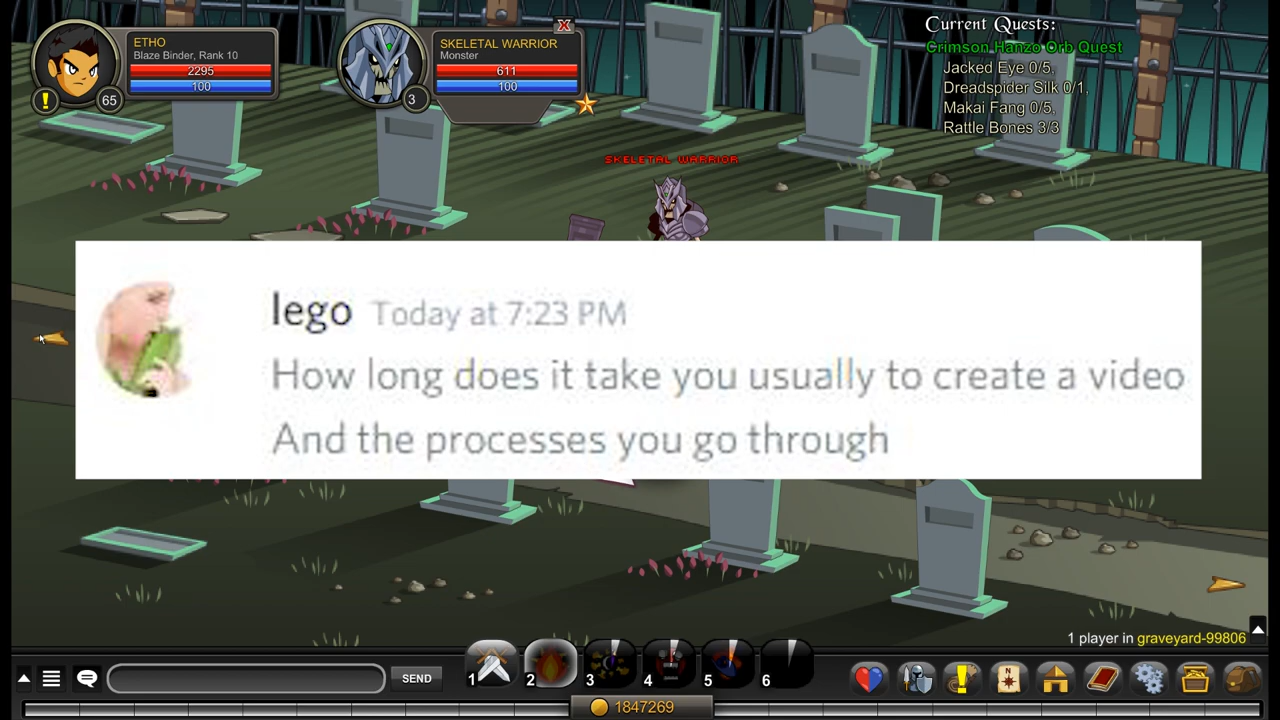 ETHO
Blaze Binder, Rank 10
2295
100
65
SKELETAL WARRIOR
Monster
611
100
3
X
Current Quests:
Crimson Hanzo Orb Quest
Jacked Eye 0/5,
Dreadspider Silk 0/1,
Makai Fang 0/5,
Rattle Bones 3/3
SKELETAL WARRIOR
lego Today at 7:23 PM
How long does it take you usually to create a video
And the processes you go through
1 player in graveyard-99806
SEND
1 2 3 4 5 6
1847269